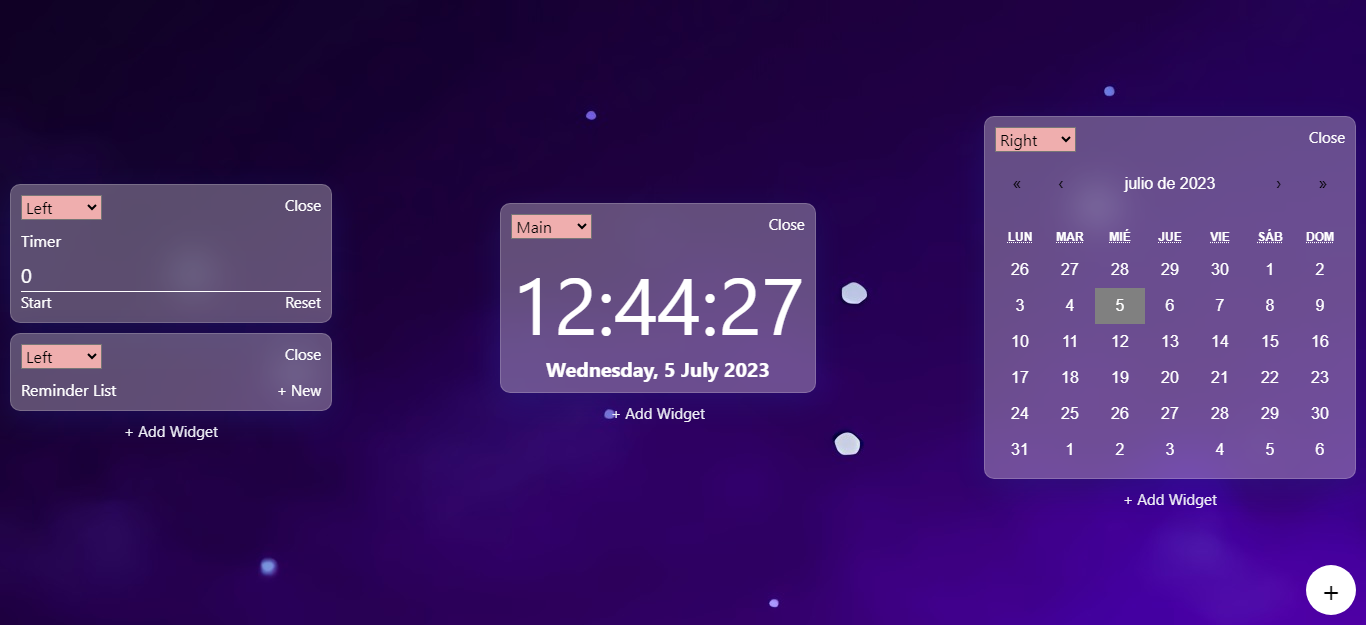 Left Close
Timer
0
Start Reset
Left Close
Reminder List + New
+ Add Widget
Main Close
12:44:27
Wednesday, 5 July 2023
+ Add Widget
Right Close
« ‹ julio de 2023 › »
LUN MAR MIÉ JUE VIE SÁB DOM
26 27 28 29 30 1 2
3 4 5 6 7 8 9
10 11 12 13 14 15 16
17 18 19 20 21 22 23
24 25 26 27 28 29 30
31 1 2 3 4 5 6
+ Add Widget
+